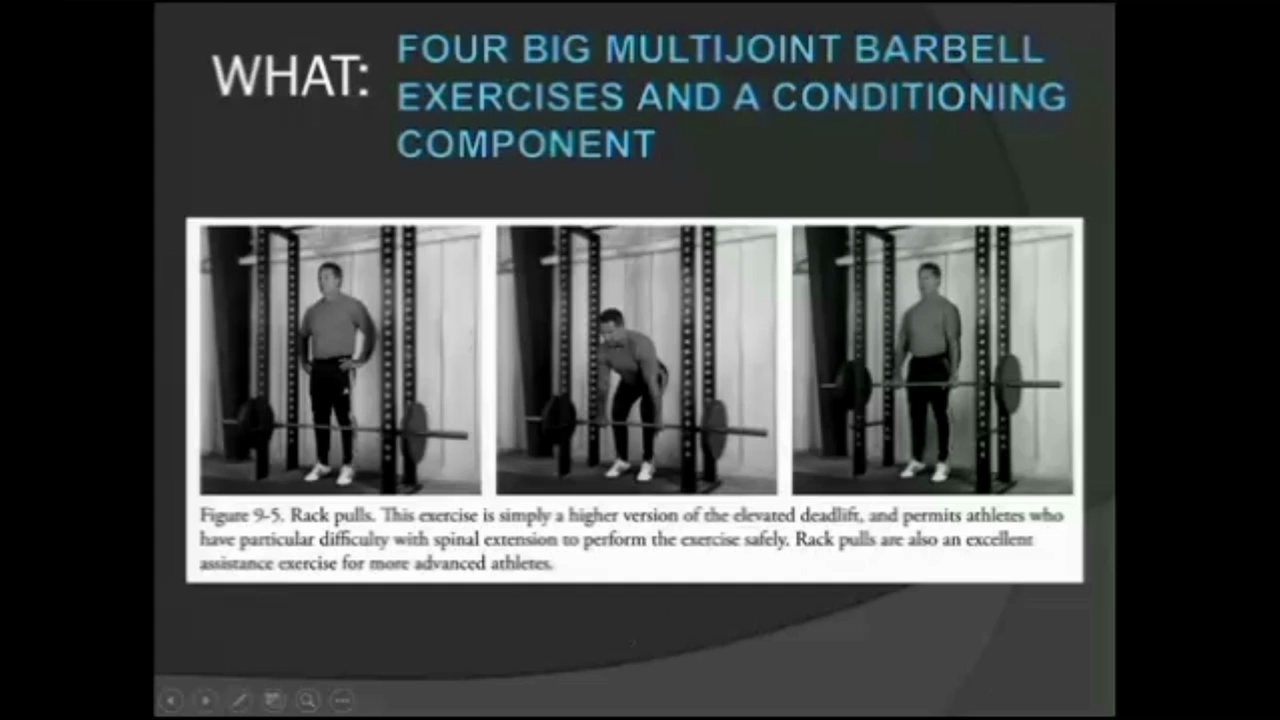 WHAT:
FOUR BIG MULTIJOINT BARBELL
EXERCISES AND A CONDITIONING
COMPONENT
Figure 9-5. Rack pulls. This exercise is simply a higher version of the elevated deadlift, and permits athletes who
have particular difficulty with spinal extension to perform the exercise safely. Rack pulls are also an excellent
assistance exercise for more advanced athletes.